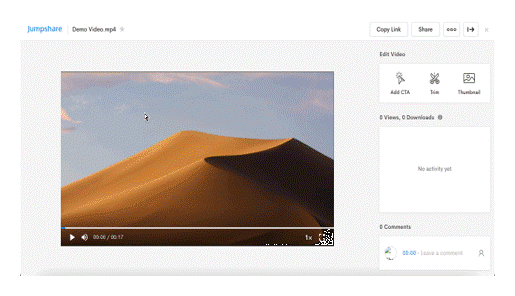 Jumpshare
Demo Video.mp4
Copy Link
Share
Edit Video
Add CTA
Trim
Thumbnail
0 Views, 0 Downloads
No activity yet
00:00 / 00:17
1x
0 Comments
00:00 - Leave a comment